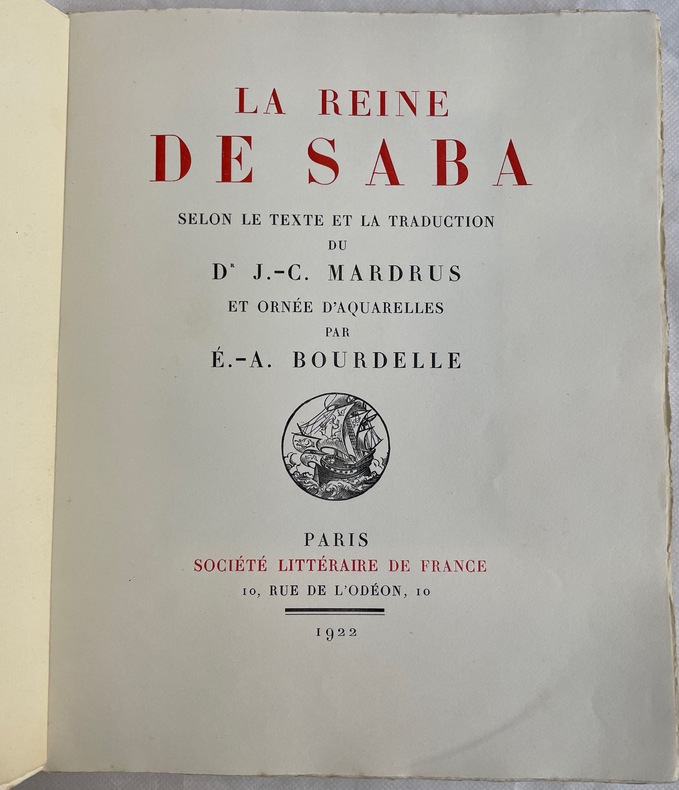 LA REINE
DE SABA
SELON LE TEXTE ET LA TRADUCTION
DU
Dʀ J.-C. MARDRUS
ET ORNÉE D'AQUARELLES
PAR
É.-A. BOURDELLE
PARIS
SOCIÉTÉ LITTÉRAIRE DE FRANCE
10, RUE DE L'ODÉON, 10
1922